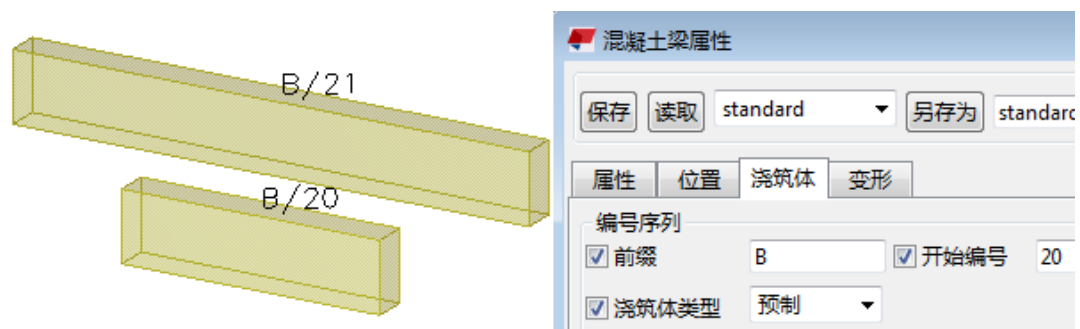 B/21
B/20
混凝土梁属性
保存 读取 standard 另存为 standard
属性 位置 浇筑体 变形
编号序列
前缀 B 开始编号 20
浇筑体类型 预制